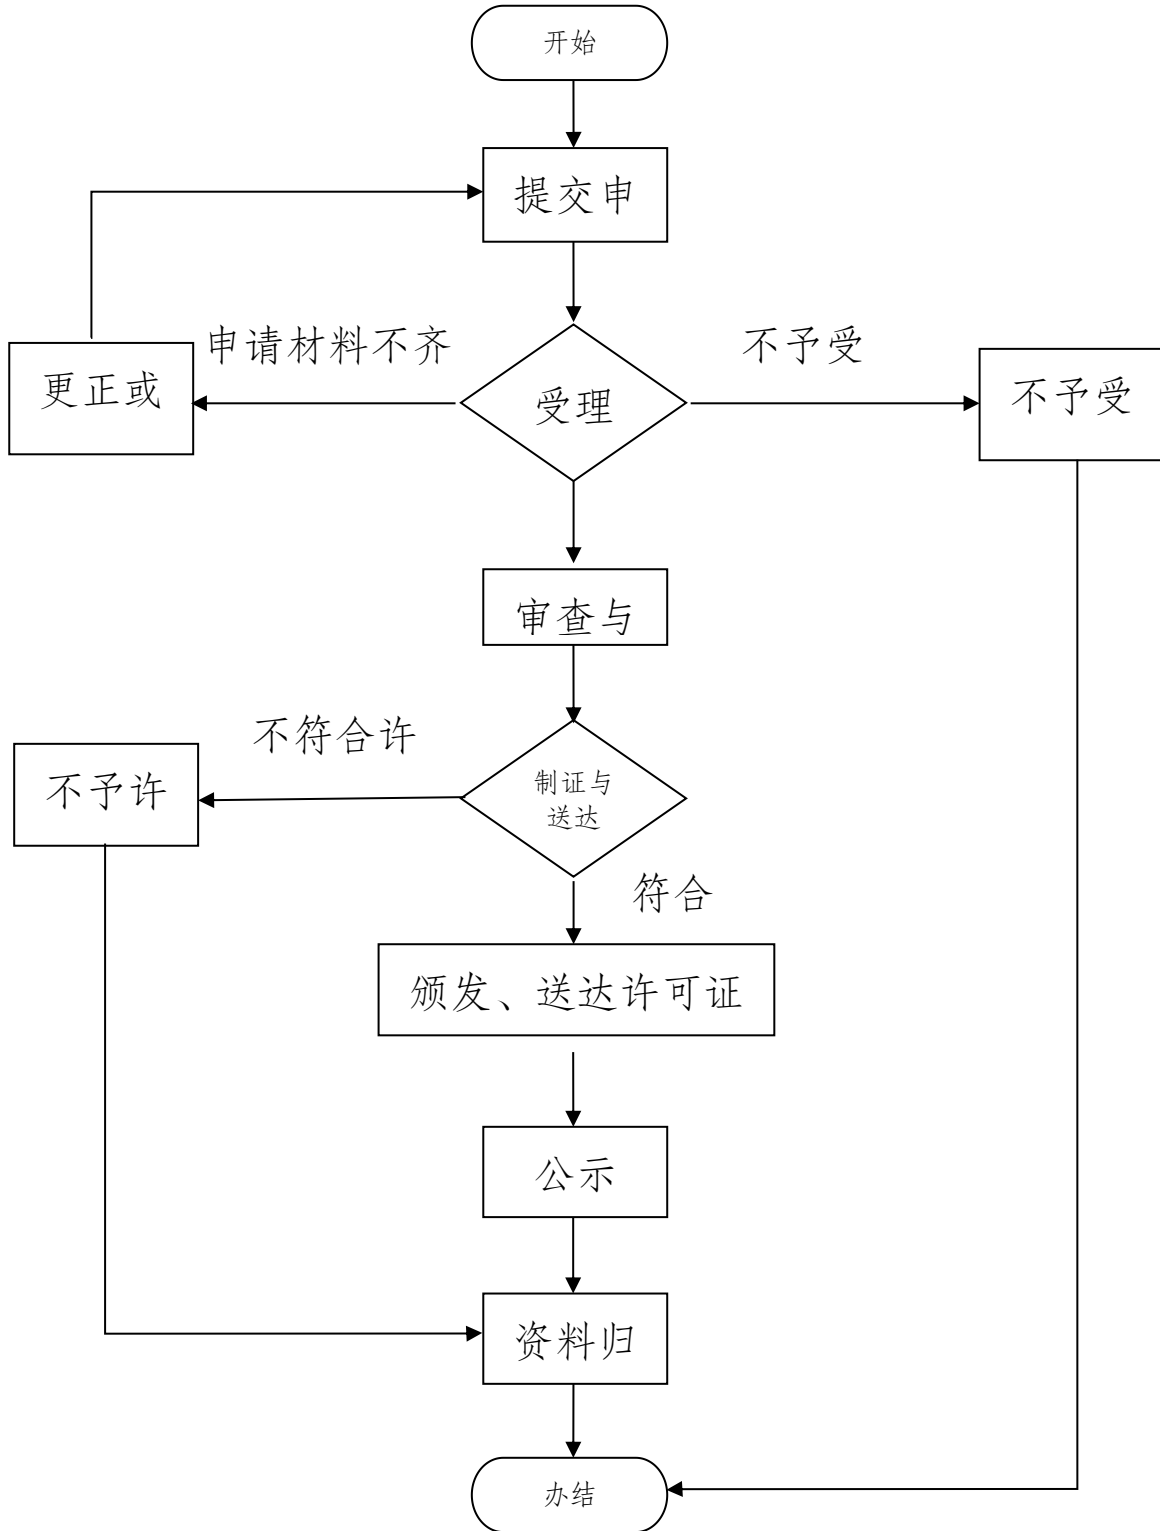 开始
提交申
申请材料不齐
不予受
更正或
受理
不予受
审查与
不符合许
不予许
制证与
送达
符合
颁发、送达许可证
公示
资料归
办结